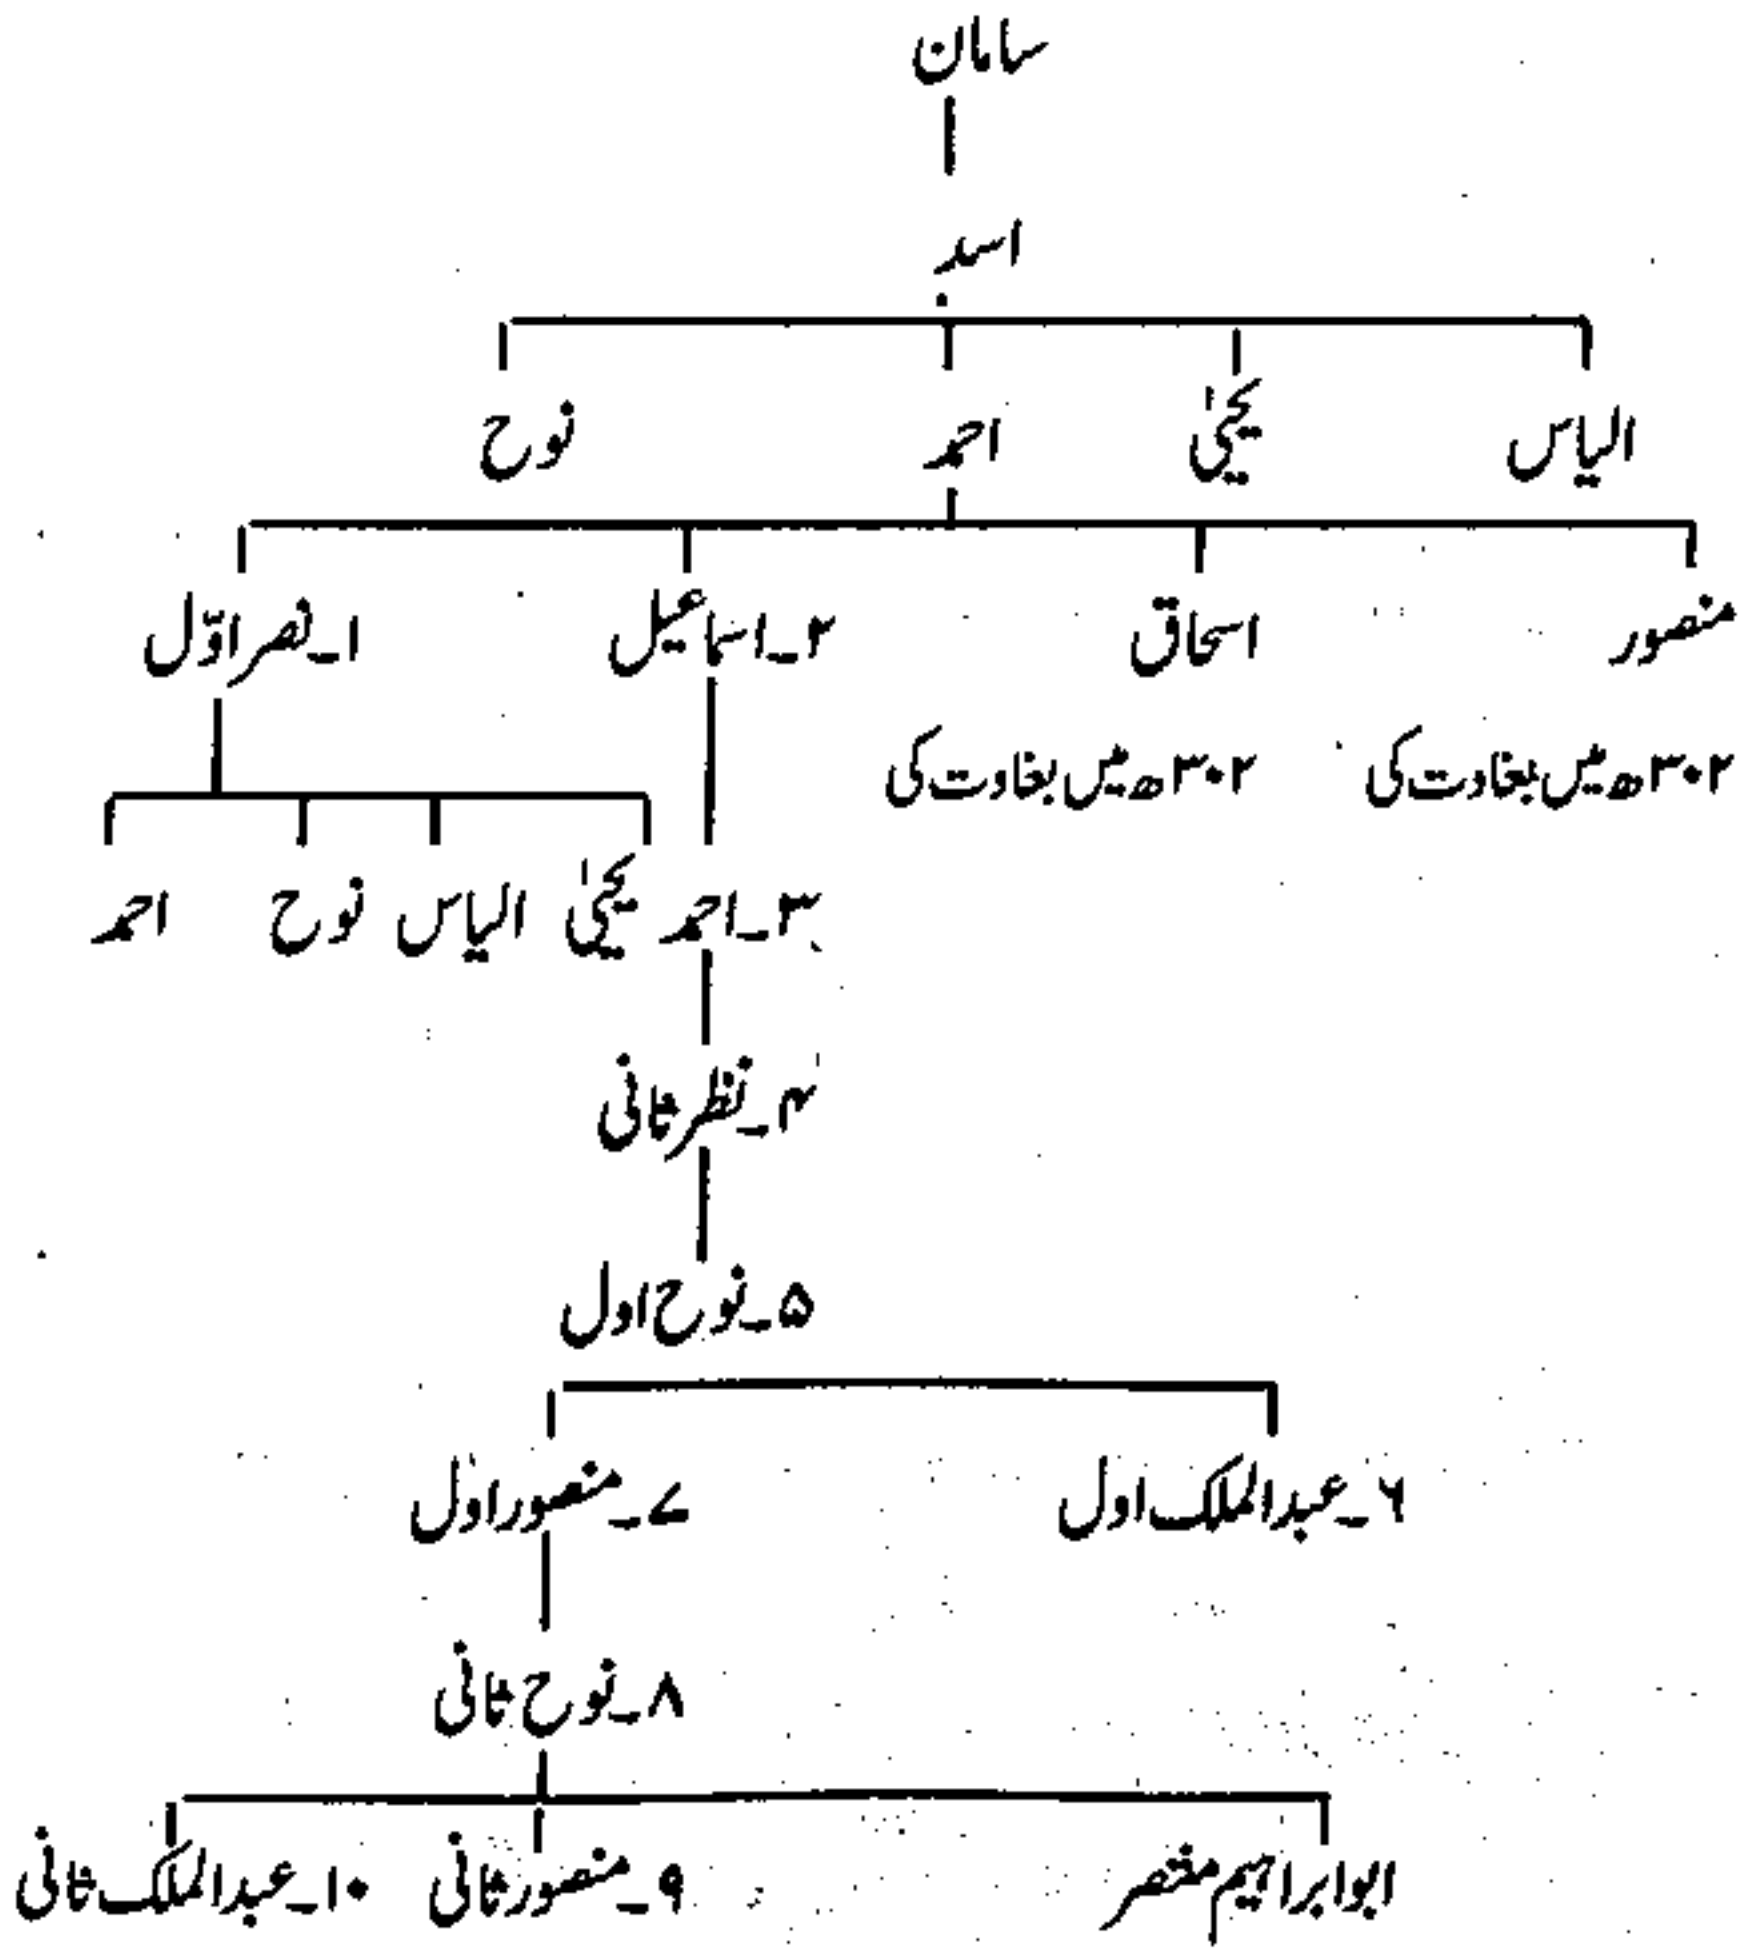 سامان
اسد
الیاس یحییٰ احمد نوح
منصور اسحاق ۲۔اسماعیل ۱۔نصر اوّل
۳۰۲ھ میں بغاوت کی ۳۰۲ھ میں بغاوت کی
۳۔احمد یحییٰ الیاس نوح احمد
۴۔نظر ثانی
۵۔نوح اول
۶۔عبدالملک اول ۷۔منصور اول
۸۔نوح ثانی
ابوابراہیم مغصر ۹۔منصور ثانی ۱۰۔عبدالملک ثانی